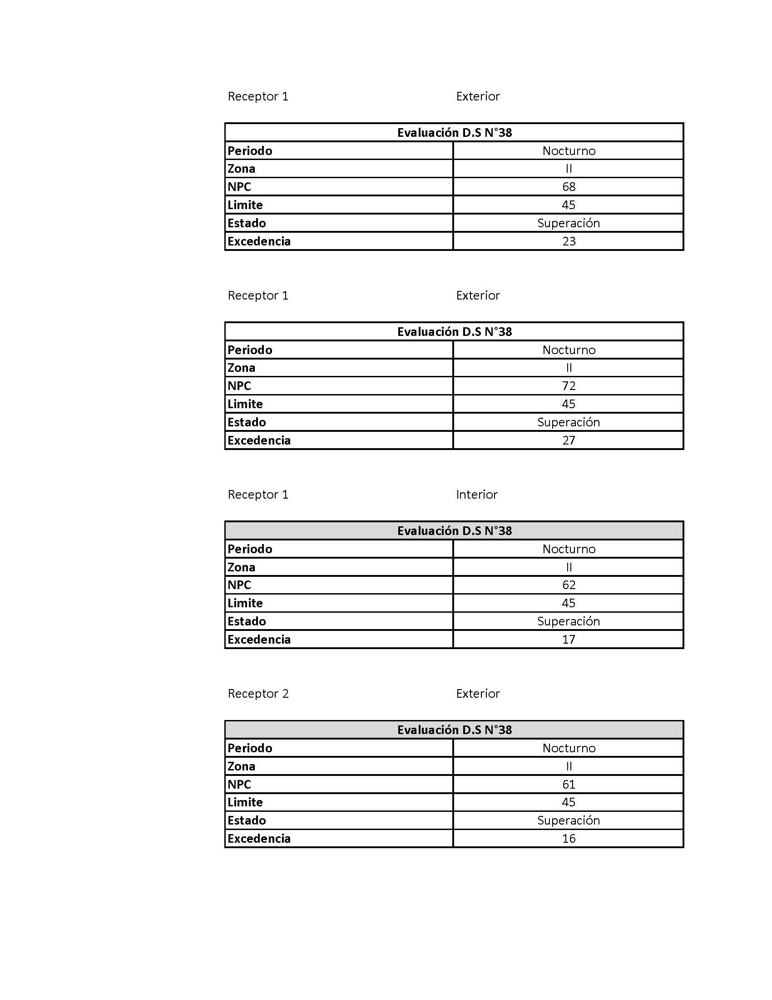 Receptor 1 Exterior
Evaluación D.S N°38
Periodo Nocturno
Zona II
NPC 68
Limite 45
Estado Superación
Excedencia 23
Receptor 1 Exterior
Evaluación D.S N°38
Periodo Nocturno
Zona II
NPC 72
Limite 45
Estado Superación
Excedencia 27
Receptor 1 Interior
Evaluación D.S N°38
Periodo Nocturno
Zona II
NPC 62
Limite 45
Estado Superación
Excedencia 17
Receptor 2 Exterior
Evaluación D.S N°38
Periodo Nocturno
Zona II
NPC 61
Limite 45
Estado Superación
Excedencia 16